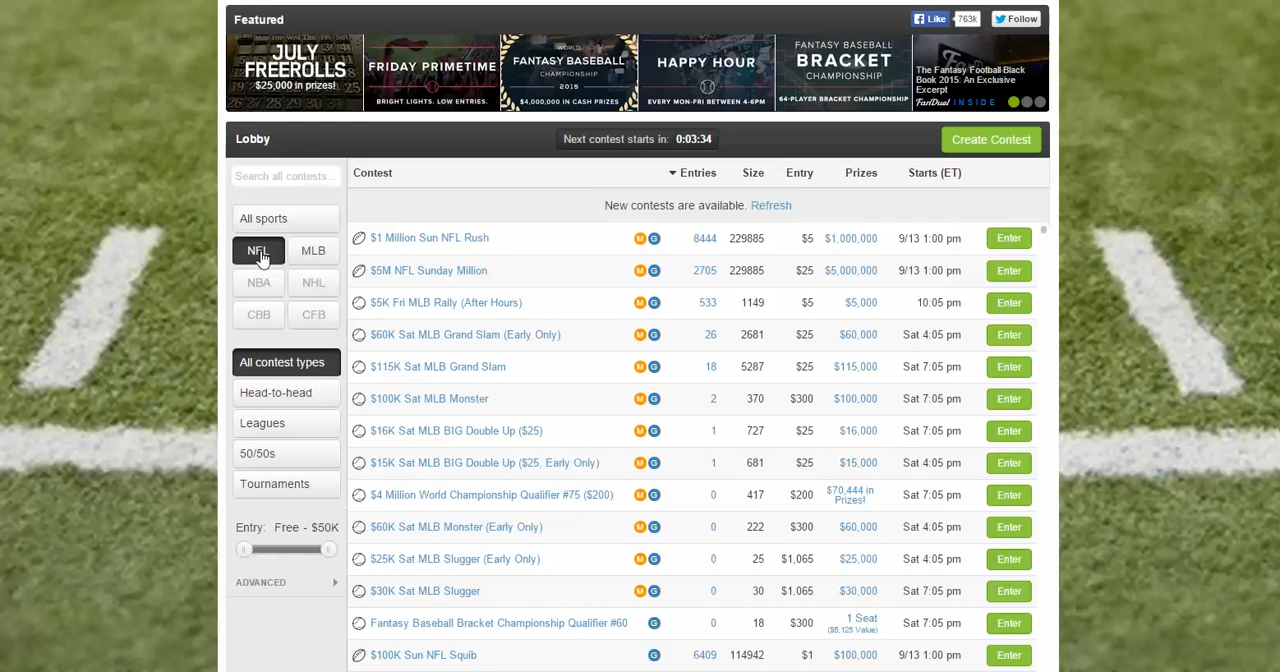 Featured
Like 763k Follow
JULY
FREEROLLS
$25,000 in prizes!
FRIDAY PRIMETIME
BRIGHT LIGHTS. LOW ENTRIES.
WORLD
FANTASY BASEBALL
CHAMPIONSHIP
2015
$4,000,000 IN CASH PRIZES
HAPPY HOUR
EVERY MON-FRI BETWEEN 4-6PM
FANTASY BASEBALL
BRACKET
CHAMPIONSHIP
64-PLAYER BRACKET CHAMPIONSHIP
The Fantasy Football Black
Book 2015: An Exclusive
Excerpt
FanDuel INSIDE
Lobby
Next contest starts in: 0:03:34
Create Contest
Search all contests...
All sports
NFL MLB
NBA NHL
CBB CFB
All contest types
Head-to-head
Leagues
50/50s
Tournaments
Entry: Free - $50K
ADVANCED
Contest Entries Size Entry Prizes Starts (ET)
New contests are available. Refresh
$1 Million Sun NFL Rush M G 8444 229885 $5 $1,000,000 9/13 1:00 pm Enter
$5M NFL Sunday Million M G 2705 229885 $25 $5,000,000 9/13 1:00 pm Enter
$5K Fri MLB Rally (After Hours) M G 533 1149 $5 $5,000 10:05 pm Enter
$60K Sat MLB Grand Slam (Early Only) M G 26 2681 $25 $60,000 Sat 4:05 pm Enter
$115K Sat MLB Grand Slam M G 18 5287 $25 $115,000 Sat 7:05 pm Enter
$100K Sat MLB Monster M G 2 370 $300 $100,000 Sat 7:05 pm Enter
$16K Sat MLB BIG Double Up ($25) M G 1 727 $25 $16,000 Sat 7:05 pm Enter
$15K Sat MLB BIG Double Up ($25, Early Only) M G 1 681 $25 $15,000 Sat 4:05 pm Enter
$4 Million World Championship Qualifier #75 ($200) M G 0 417 $200 $70,444 in Prizes! Sat 7:05 pm Enter
$60K Sat MLB Monster (Early Only) M G 0 222 $300 $60,000 Sat 4:05 pm Enter
$25K Sat MLB Slugger (Early Only) M G 0 25 $1,065 $25,000 Sat 4:05 pm Enter
$30K Sat MLB Slugger M G 0 30 $1,065 $30,000 Sat 7:05 pm Enter
Fantasy Baseball Bracket Championship Qualifier #60 G 0 18 $300 1 Seat ($5,125 Value) Sat 7:05 pm Enter
$100K Sun NFL Squib G 6409 114942 $1 $100,000 9/13 1:00 pm Enter